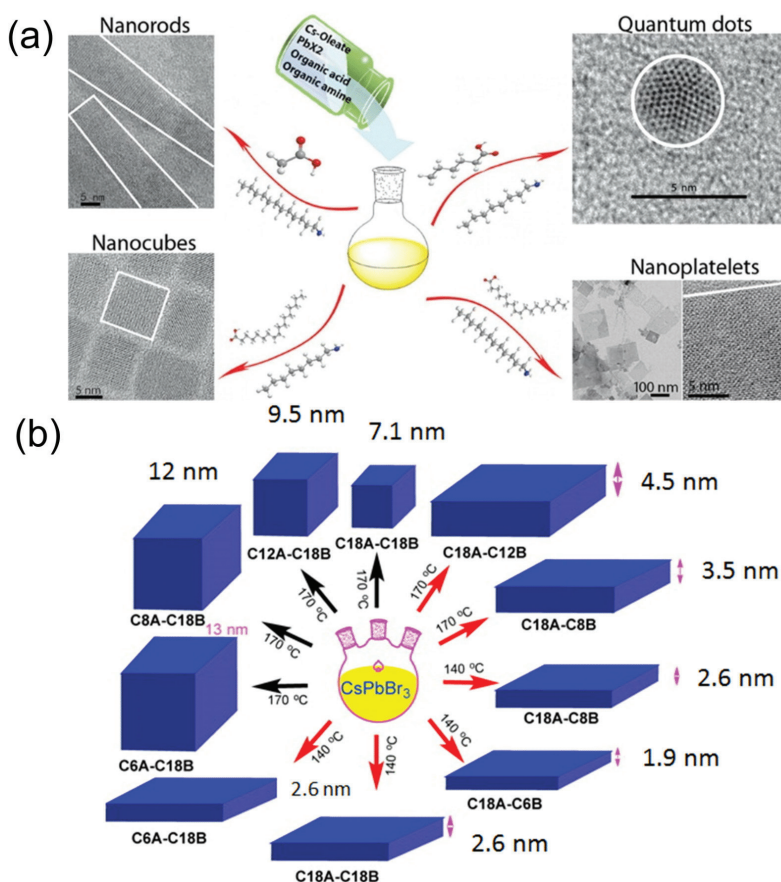 (a)
Nanorods
Cs-Oleate
PbX2
Organic acid
Organic amine
Quantum dots
5 nm
5 nm
Nanocubes
Nanoplatelets
5 nm
100 nm
5 nm
(b)
9.5 nm
7.1 nm
12 nm
4.5 nm
C12A-C18B
C18A-C18B
C18A-C12B
3.5 nm
170 °C
170 °C
170 °C
C8A-C18B
170 °C
170 °C
C18A-C8B
13 nm
CsPbBr3
170 °C
140 °C
2.6 nm
C18A-C8B
C6A-C18B
140 °C
140 °C
140 °C
1.9 nm
C18A-C6B
2.6 nm
C6A-C18B
2.6 nm
C18A-C18B